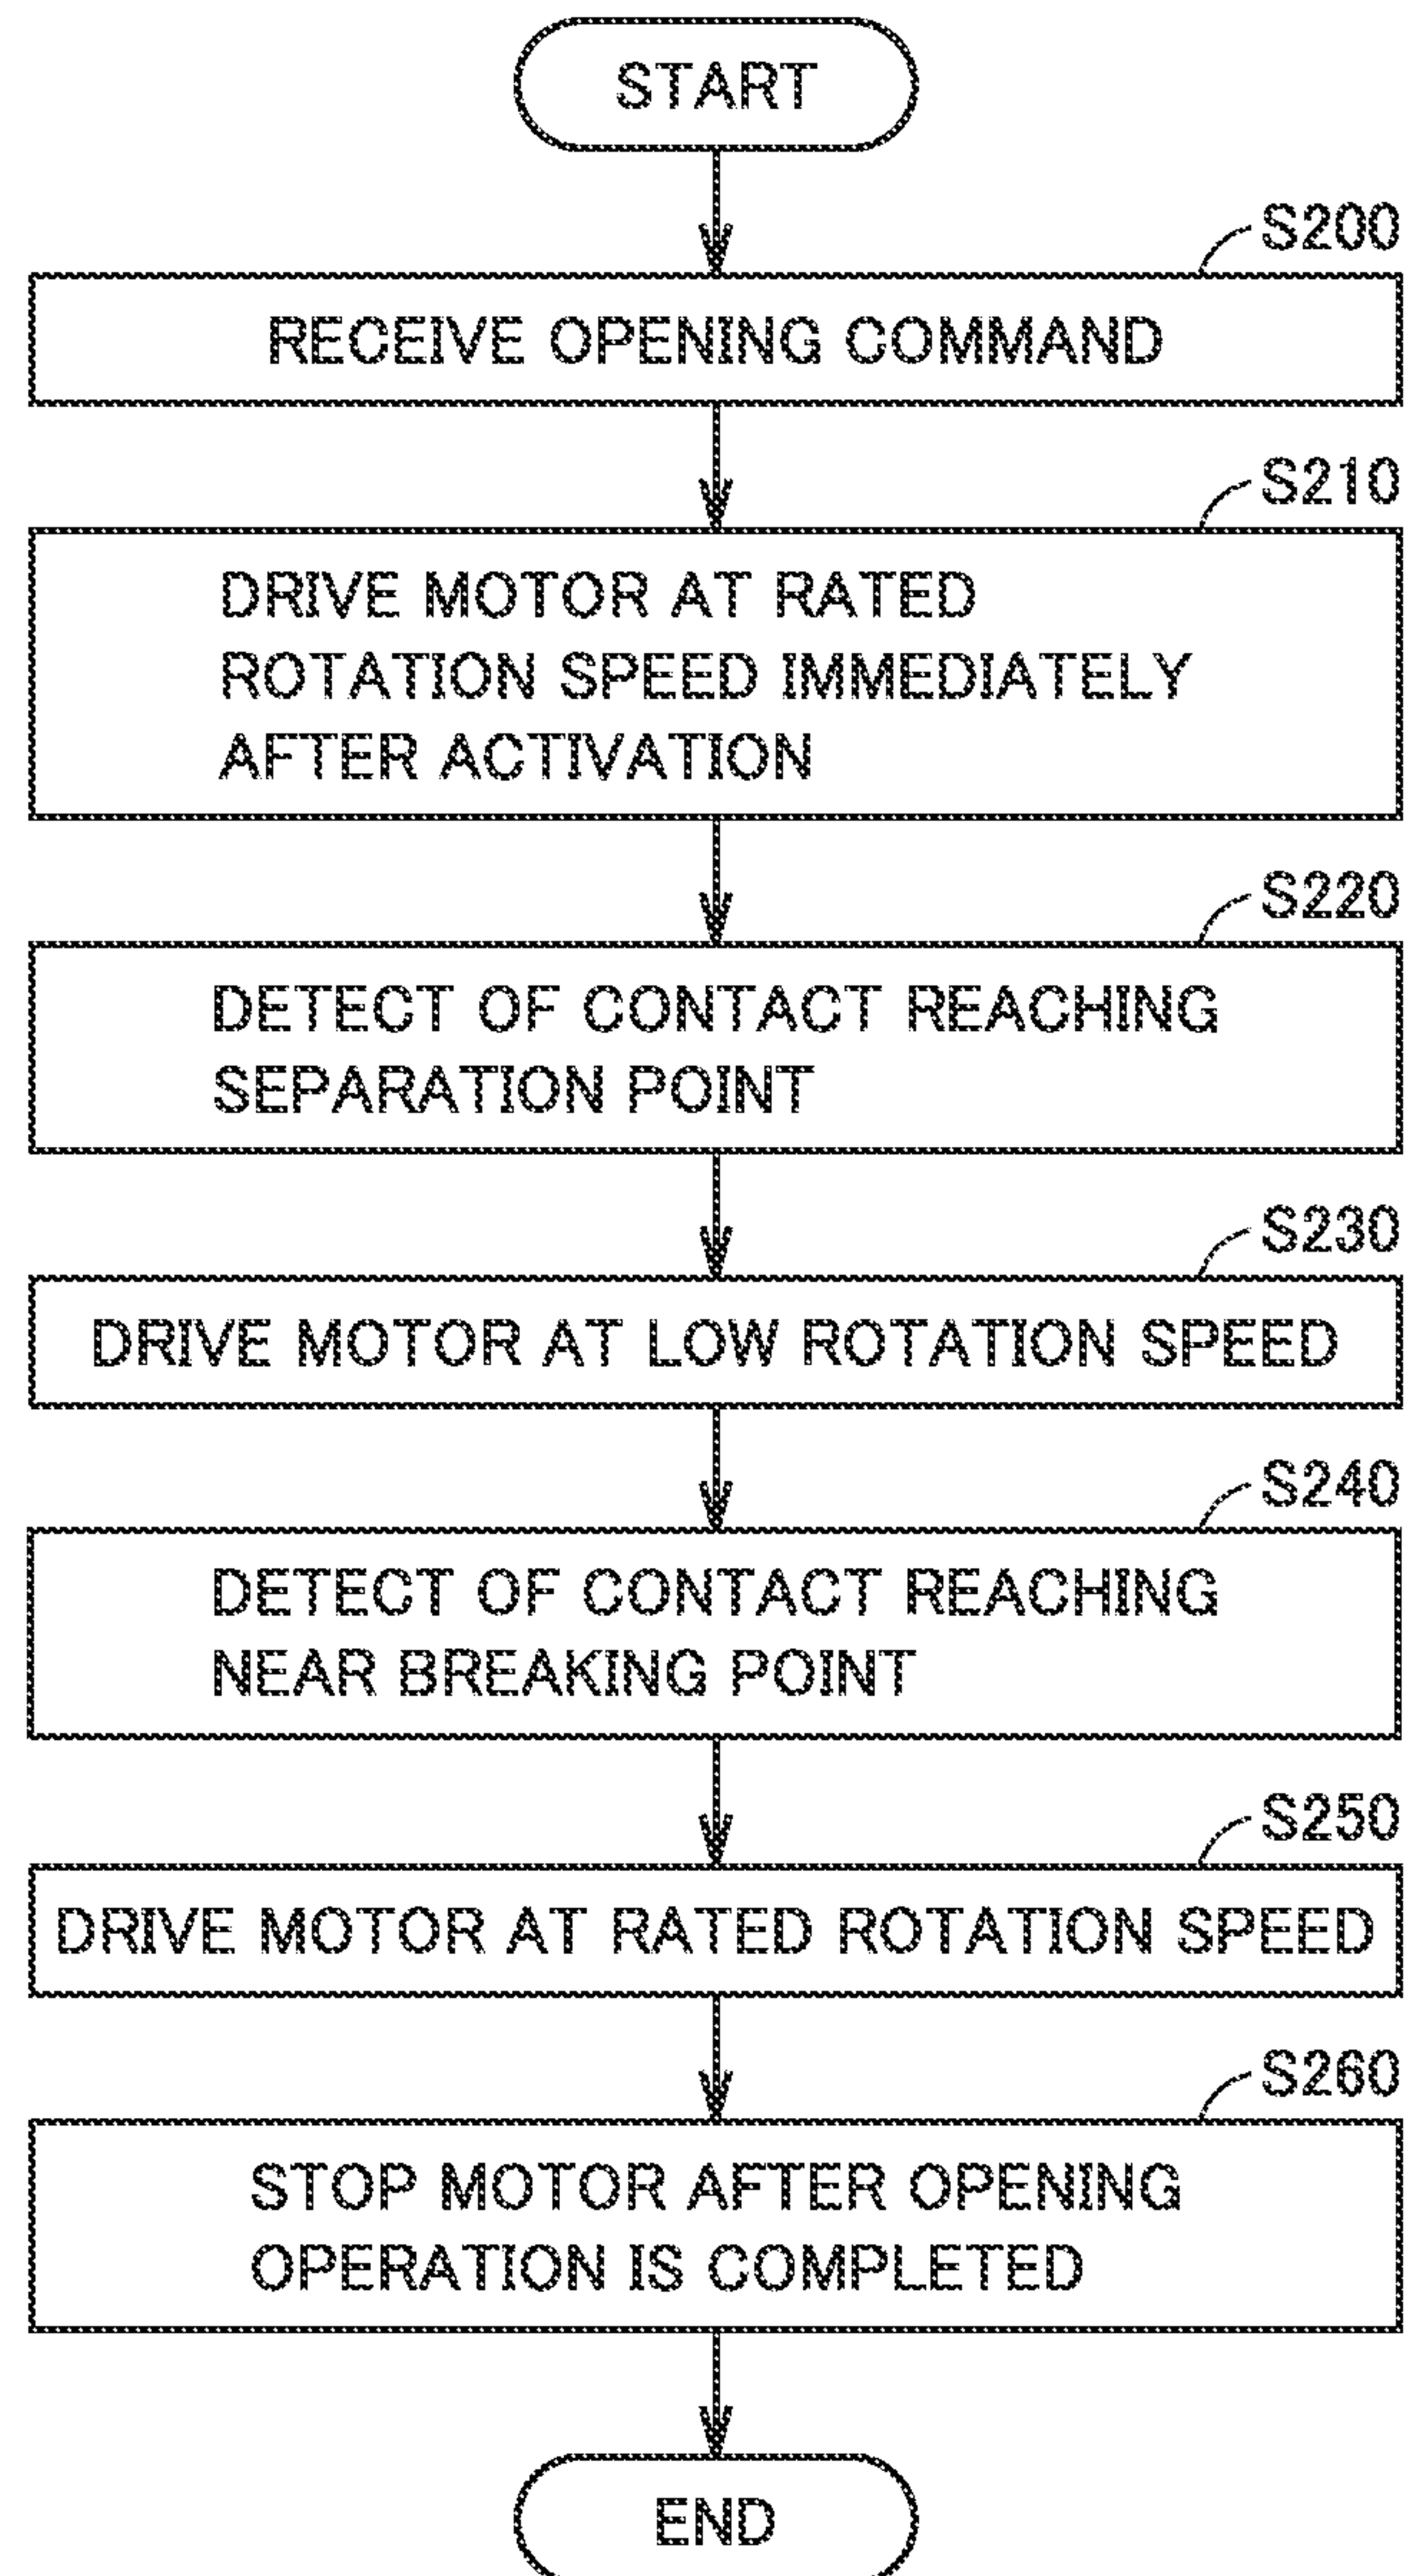 START
S200
RECEIVE OPENING COMMAND
S210
DRIVE MOTOR AT RATED
ROTATION SPEED IMMEDIATELY
AFTER ACTIVATION
S220
DETECT OF CONTACT REACHING
SEPARATION POINT
S230
DRIVE MOTOR AT LOW ROTATION SPEED
S240
DETECT OF CONTACT REACHING
NEAR BREAKING POINT
S250
DRIVE MOTOR AT RATED ROTATION SPEED
S260
STOP MOTOR AFTER OPENING
OPERATION IS COMPLETED
END